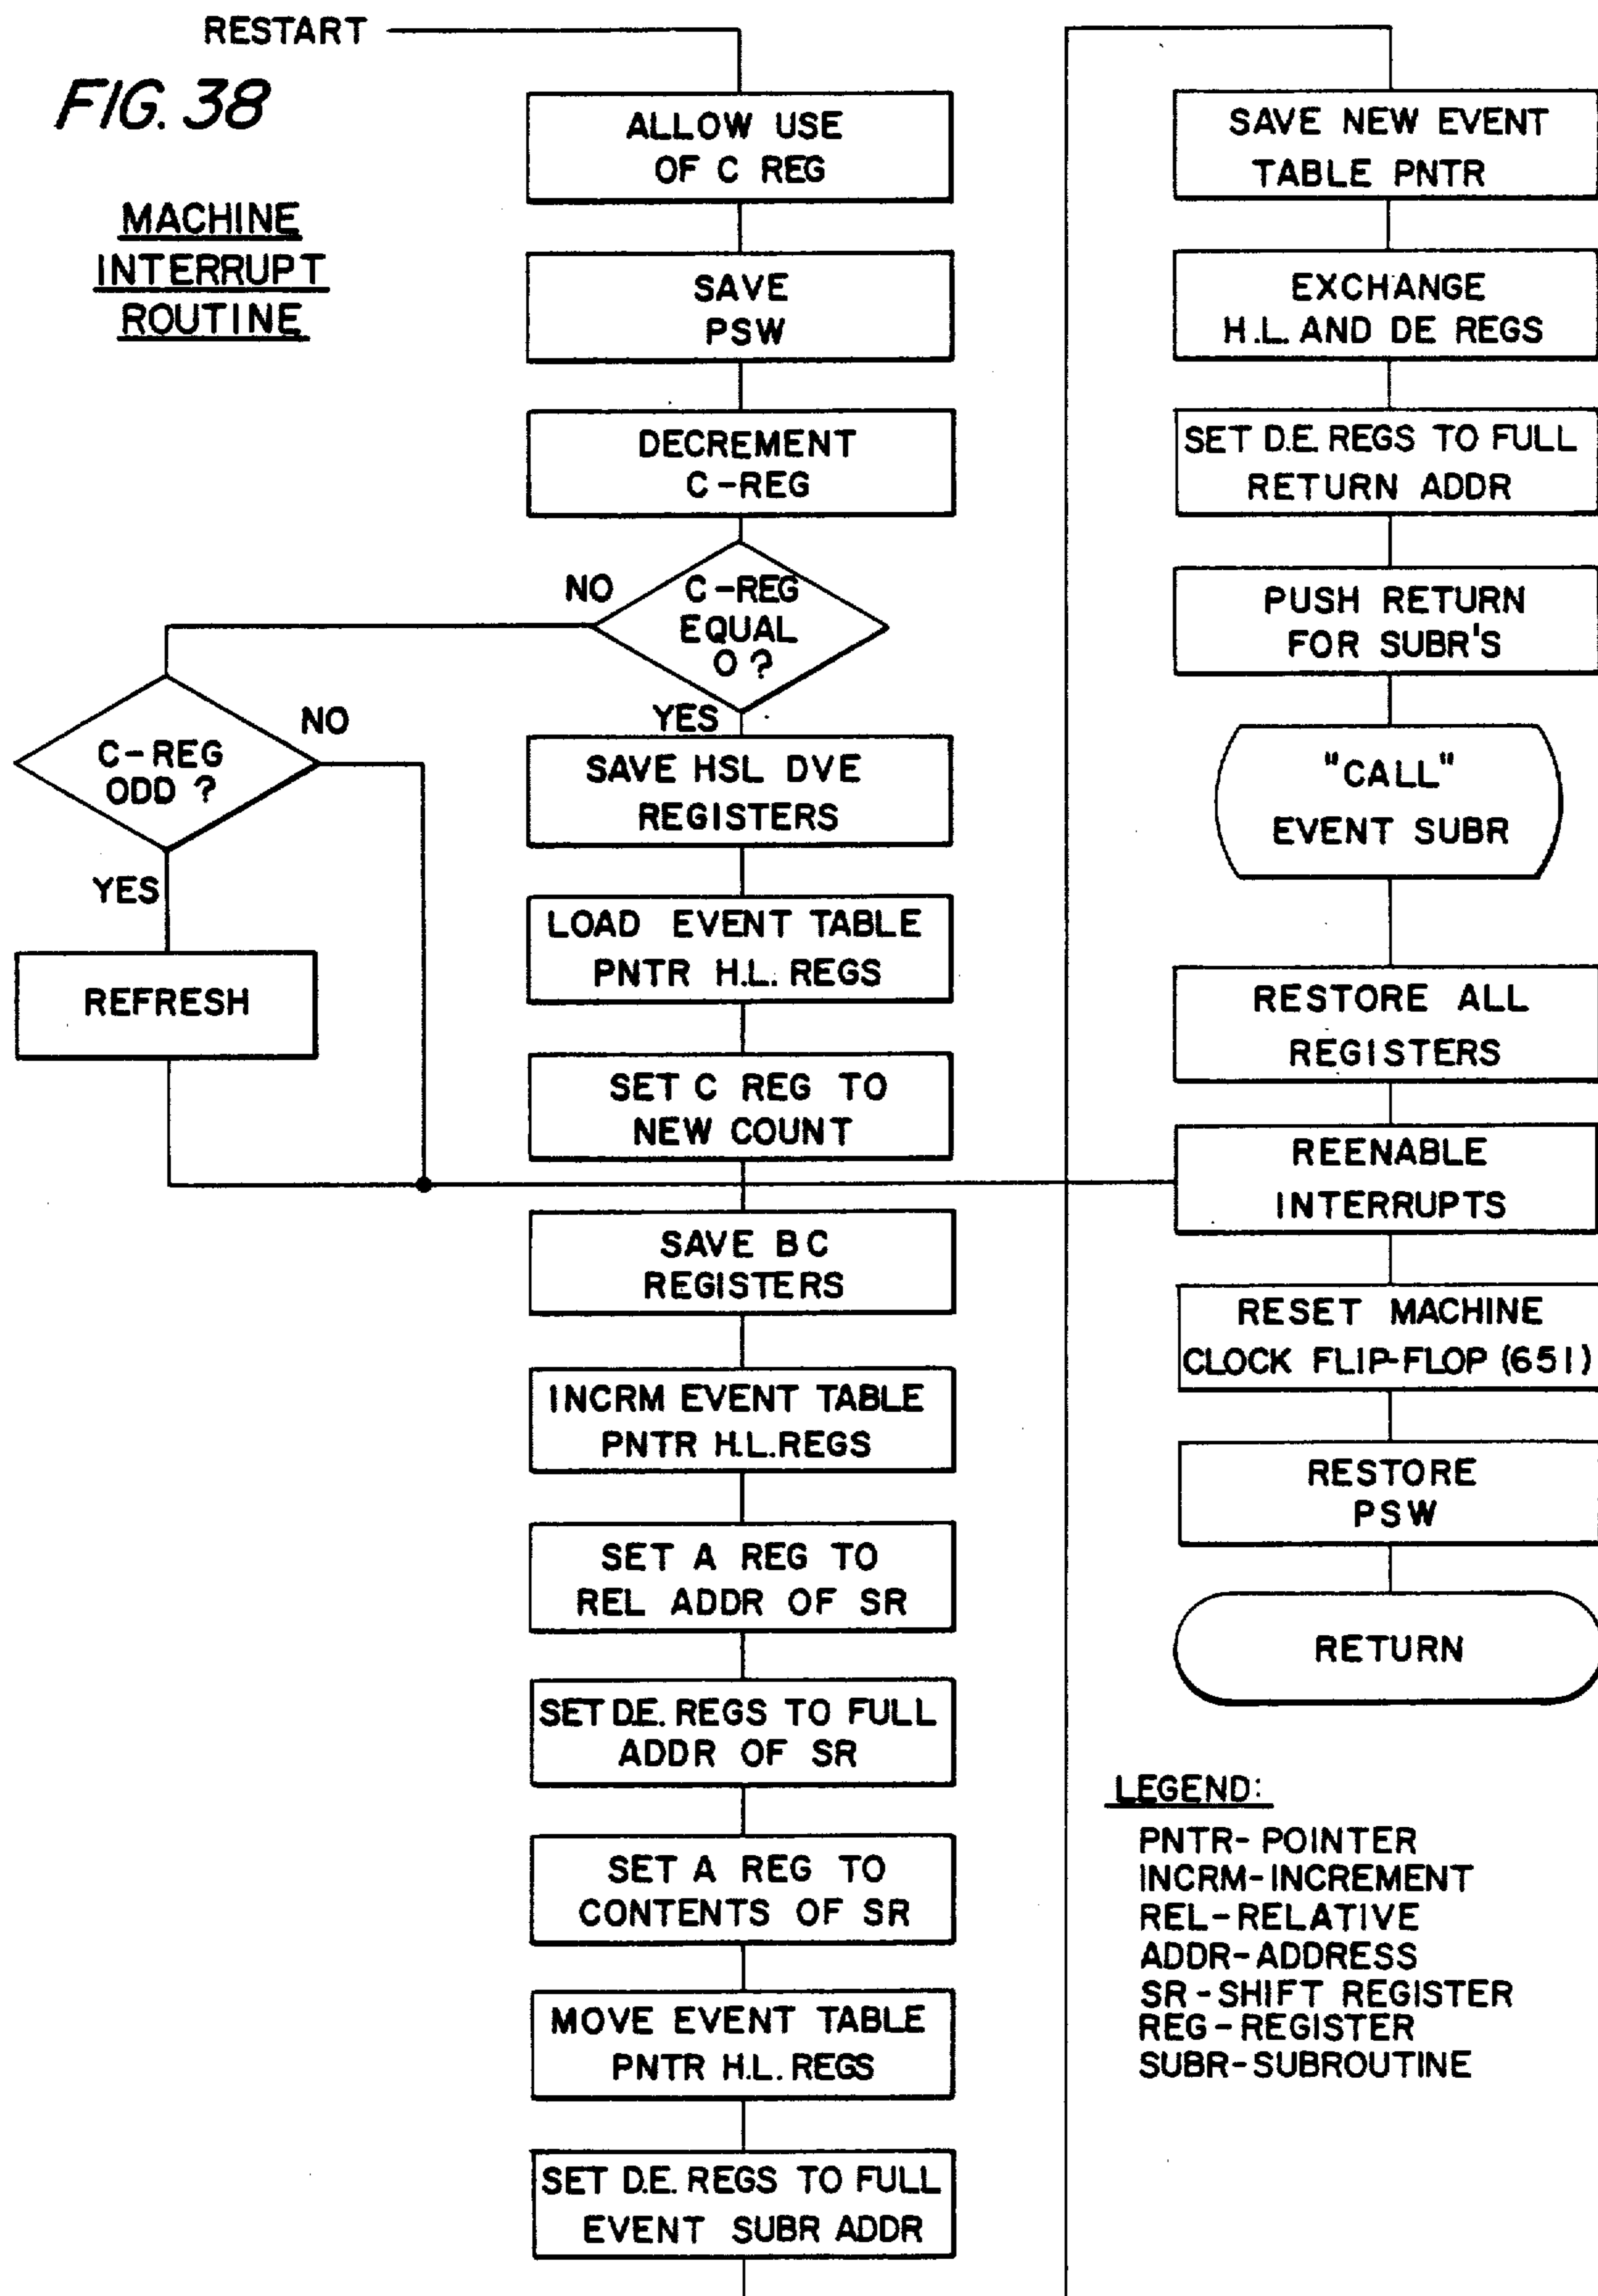 RESTART
FIG. 38
MACHINE
INTERRUPT
ROUTINE
ALLOW USE
OF C REG
SAVE
PSW
DECREMENT
C-REG
C-REG
EQUAL
0 ?
NO
YES
C-REG
ODD ?
NO
YES
REFRESH
SAVE HSL DVE
REGISTERS
LOAD EVENT TABLE
PNTR H.L. REGS
SET C REG TO
NEW COUNT
SAVE BC
REGISTERS
INCRM EVENT TABLE
PNTR H.L.REGS
SET A REG TO
REL ADDR OF SR
SET D.E. REGS TO FULL
ADDR OF SR
SET A REG TO
CONTENTS OF SR
MOVE EVENT TABLE
PNTR H.L. REGS
SET D.E. REGS TO FULL
EVENT SUBR ADDR
SAVE NEW EVENT
TABLE PNTR
EXCHANGE
H.L. AND DE REGS
SET D.E. REGS TO FULL
RETURN ADDR
PUSH RETURN
FOR SUBR'S
"CALL"
EVENT SUBR
RESTORE ALL
REGISTERS
REENABLE
INTERRUPTS
RESET MACHINE
CLOCK FLIP-FLOP (651)
RESTORE
PSW
RETURN
LEGEND:
PNTR- POINTER
INCRM-INCREMENT
REL-RELATIVE
ADDR-ADDRESS
SR-SHIFT REGISTER
REG-REGISTER
SUBR-SUBROUTINE